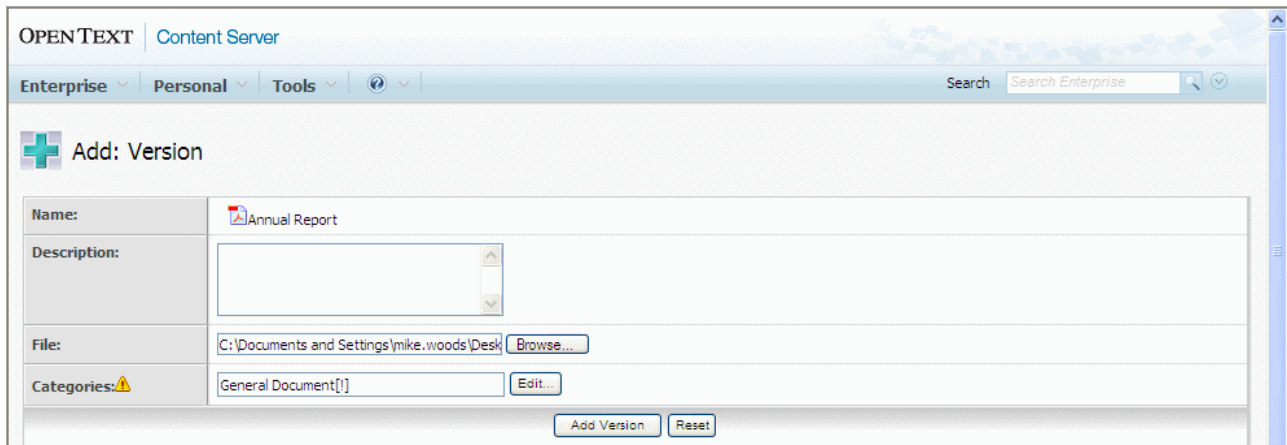 OPEN TEXT Content Server
Enterprise Personal Tools ? Search Search Enterprise
Add: Version
Name: Annual Report
Description:
File: C:\Documents and Settings\mike.woods\Desk Browse...
Categories: General Document[!] Edit...
Add Version Reset